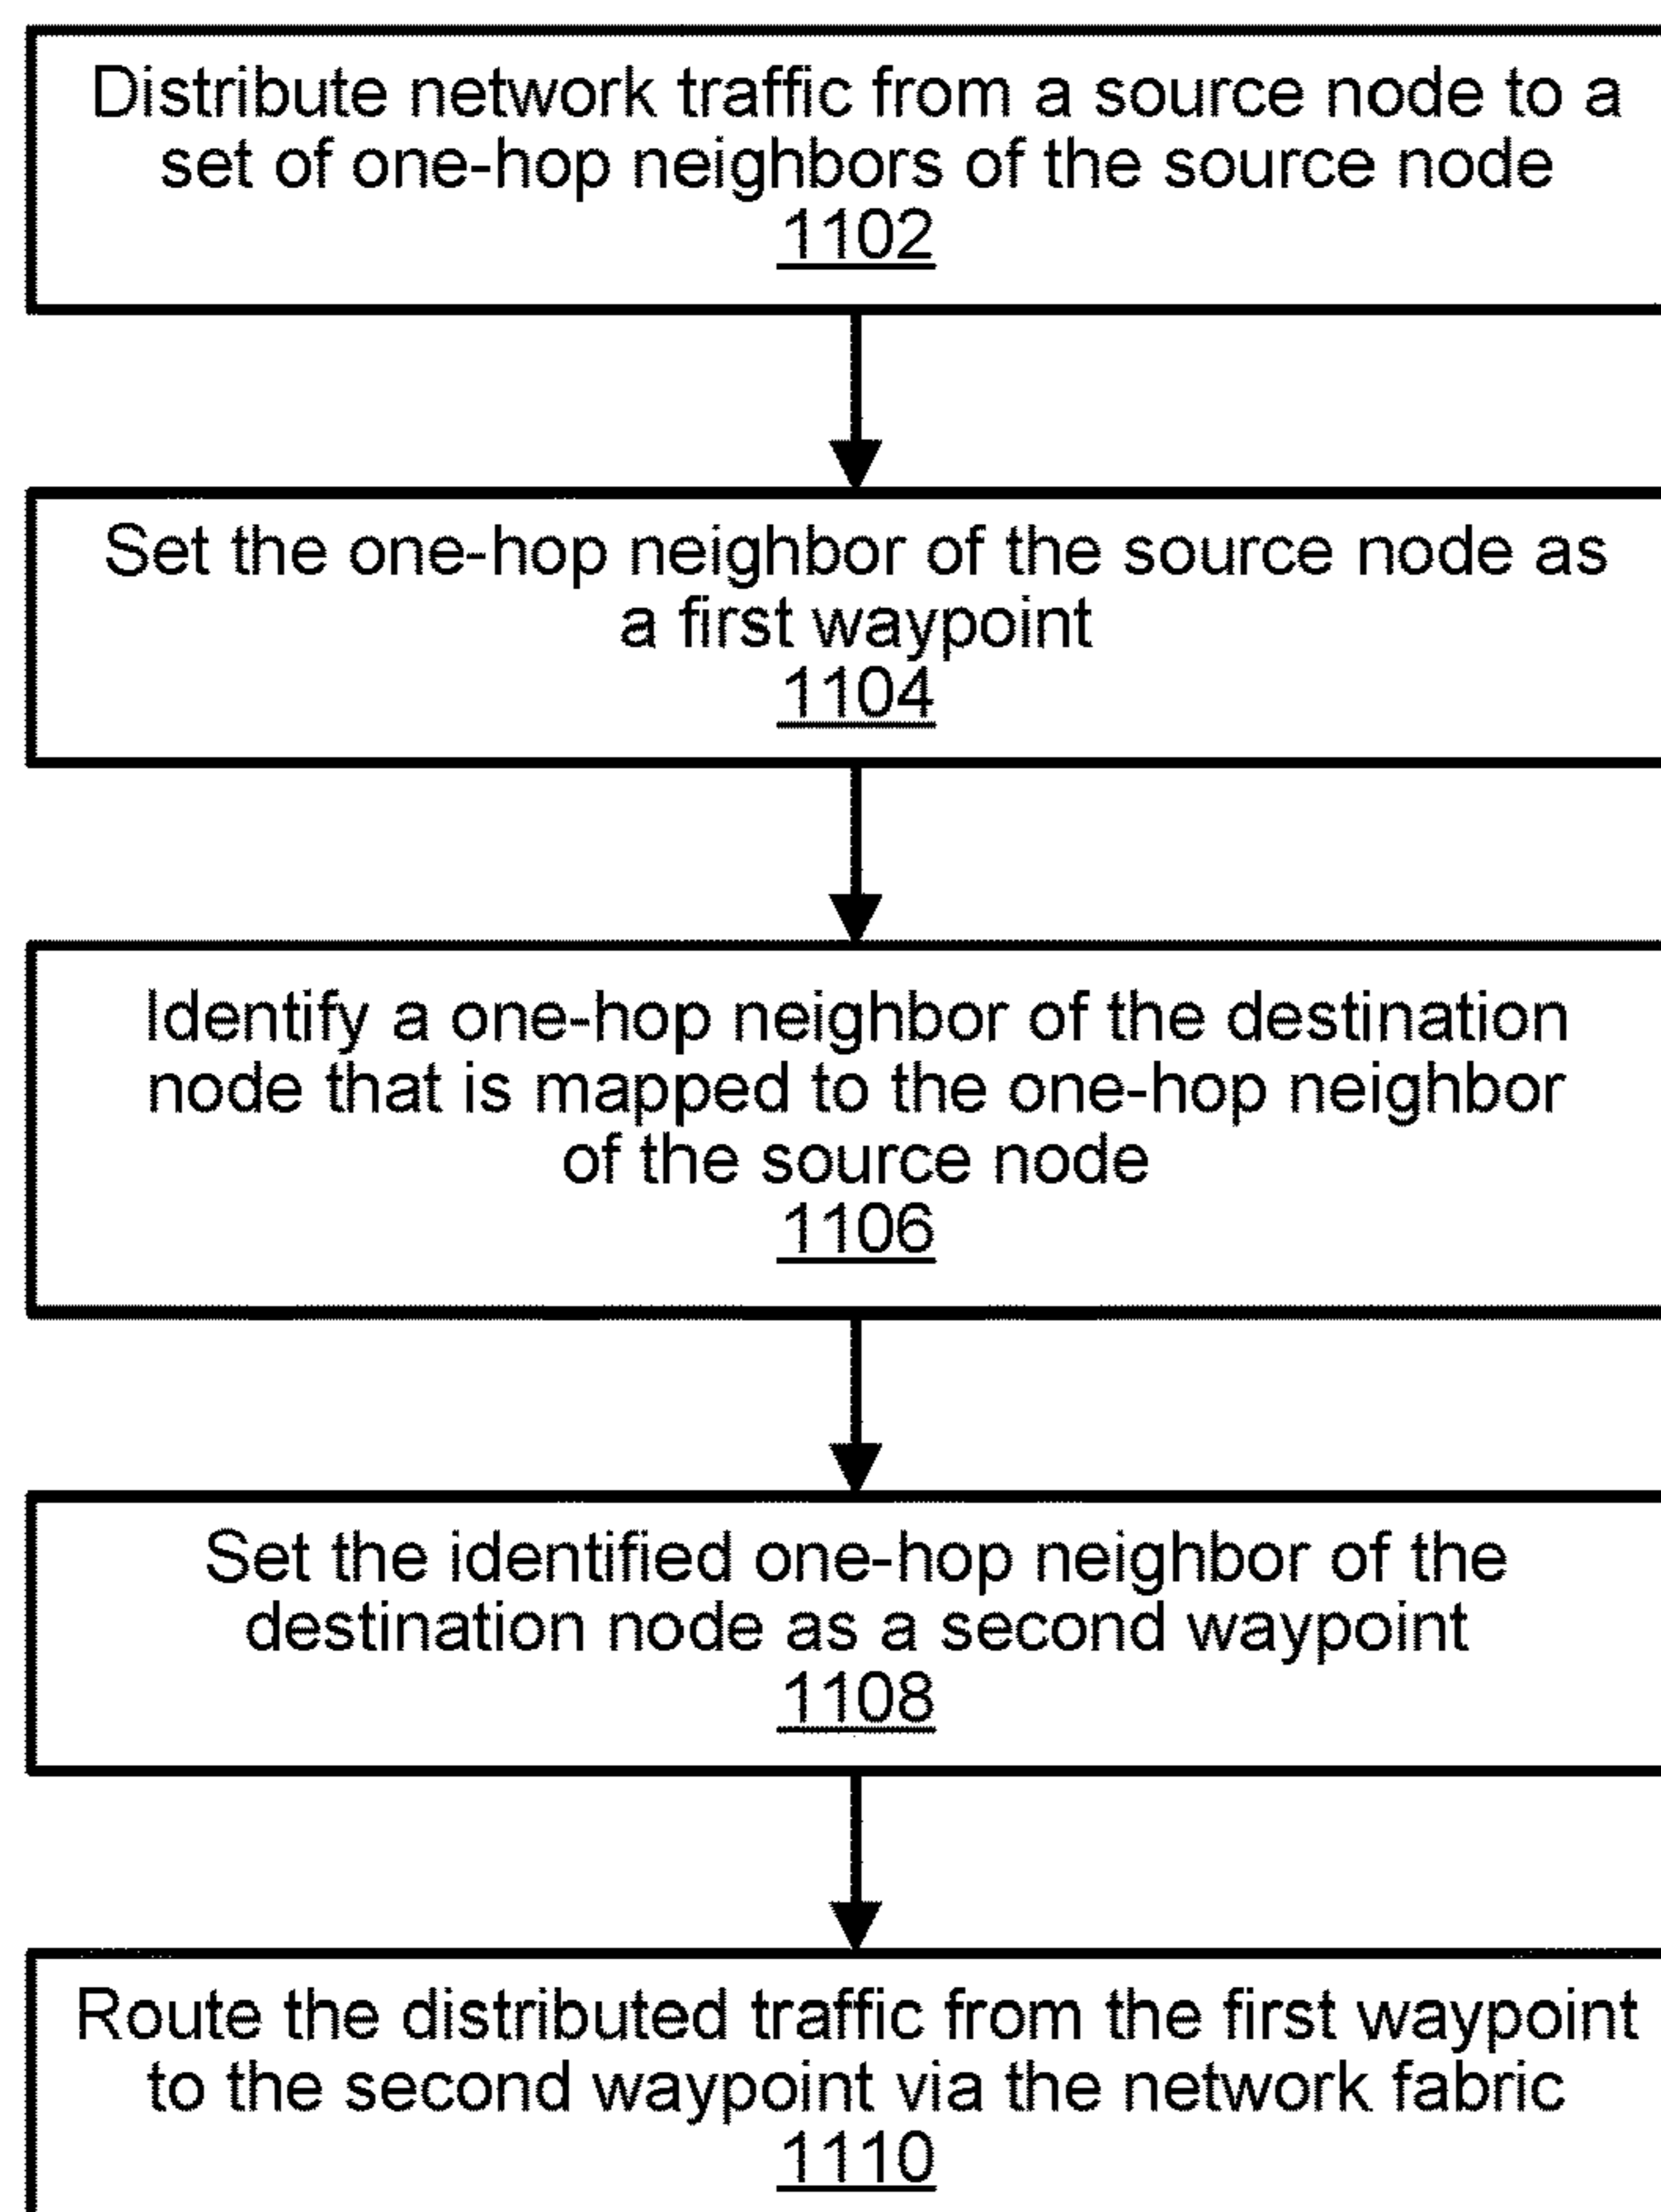 Distribute network traffic from a source node to a
set of one-hop neighbors of the source node
1102
Set the one-hop neighbor of the source node as
a first waypoint
1104
Identify a one-hop neighbor of the destination
node that is mapped to the one-hop neighbor
of the source node
1106
Set the identified one-hop neighbor of the
destination node as a second waypoint
1108
Route the distributed traffic from the first waypoint
to the second waypoint via the network fabric
1110